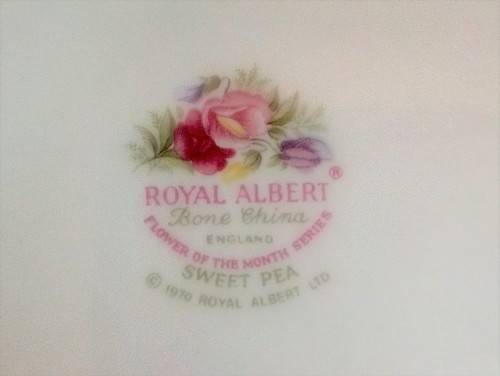 ROYAL ALBERT®
Bone China
ENGLAND
FLOWER OF THE MONTH SERIES
SWEET PEA
© 1970 ROYAL ALBERT LTD